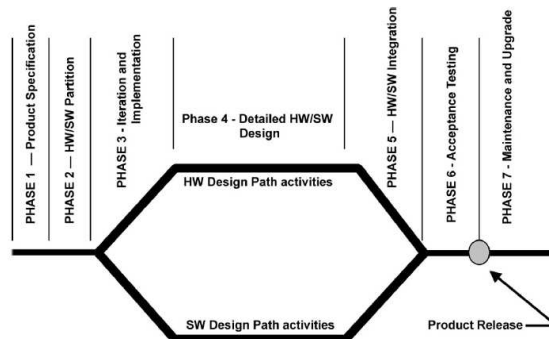 PHASE 1 — Product Specification
PHASE 2 — HW/SW Partition
PHASE 3 - Iteration and
Implementation
Phase 4 - Detailed HW/SW
Design
PHASE 5 — HW/SW Integration
PHASE 6 - Acceptance Testing
PHASE 7 - Maintenance and Upgrade
HW Design Path activities
SW Design Path activities
Product Release